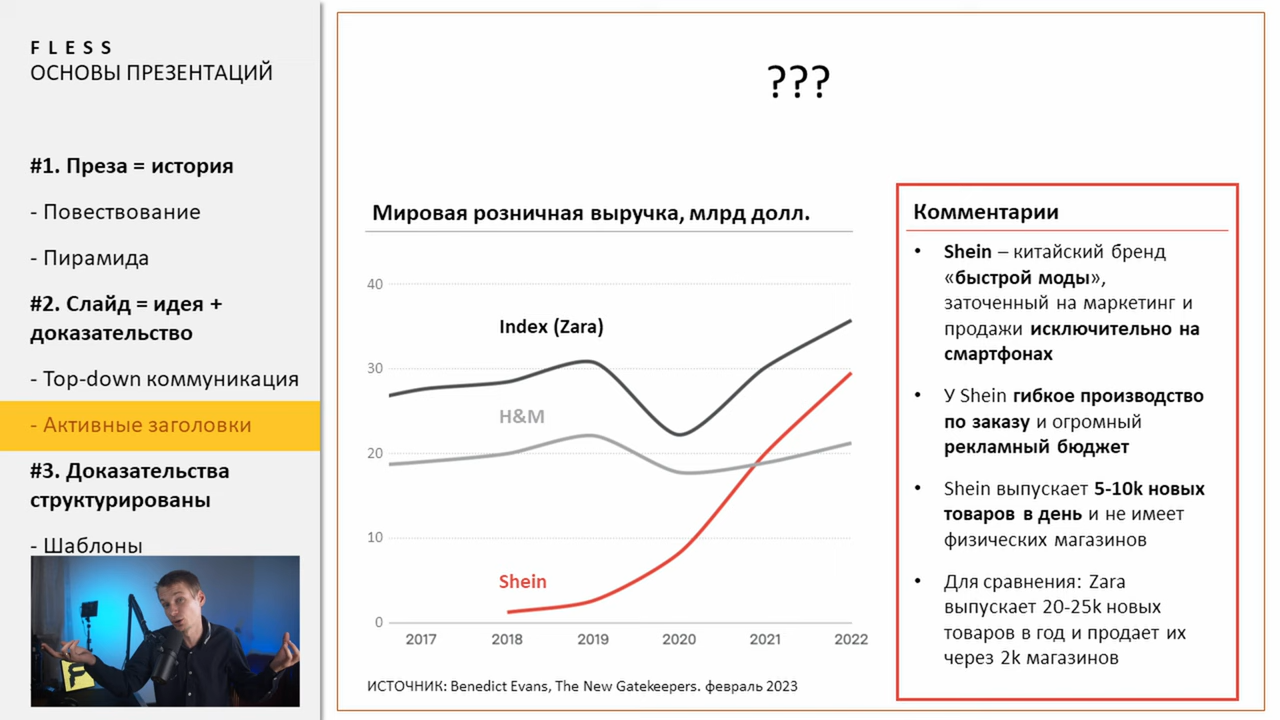 F L E S S
ОСНОВЫ ПРЕЗЕНТАЦИЙ
#1. Преза = история
- Повествование
- Пирамида
#2. Слайд = идея +
доказательство
- Top-down коммуникация
- Активные заголовки
#3. Доказательства
структурированы
- Шаблоны
???
Мировая розничная выручка, млрд долл.
40
30
20
10
0
Index (Zara)
H&M
Shein
2017 2018 2019 2020 2021 2022
ИСТОЧНИК: Benedict Evans, The New Gatekeepers. февраль 2023
Комментарии
• Shein – китайский бренд
«быстрой моды»,
заточенный на маркетинг и
продажи исключительно на
смартфонах
• У Shein гибкое производство
по заказу и огромный
рекламный бюджет
• Shein выпускает 5-10k новых
товаров в день и не имеет
физических магазинов
• Для сравнения: Zara
выпускает 20-25k новых
товаров в год и продает их
через 2k магазинов